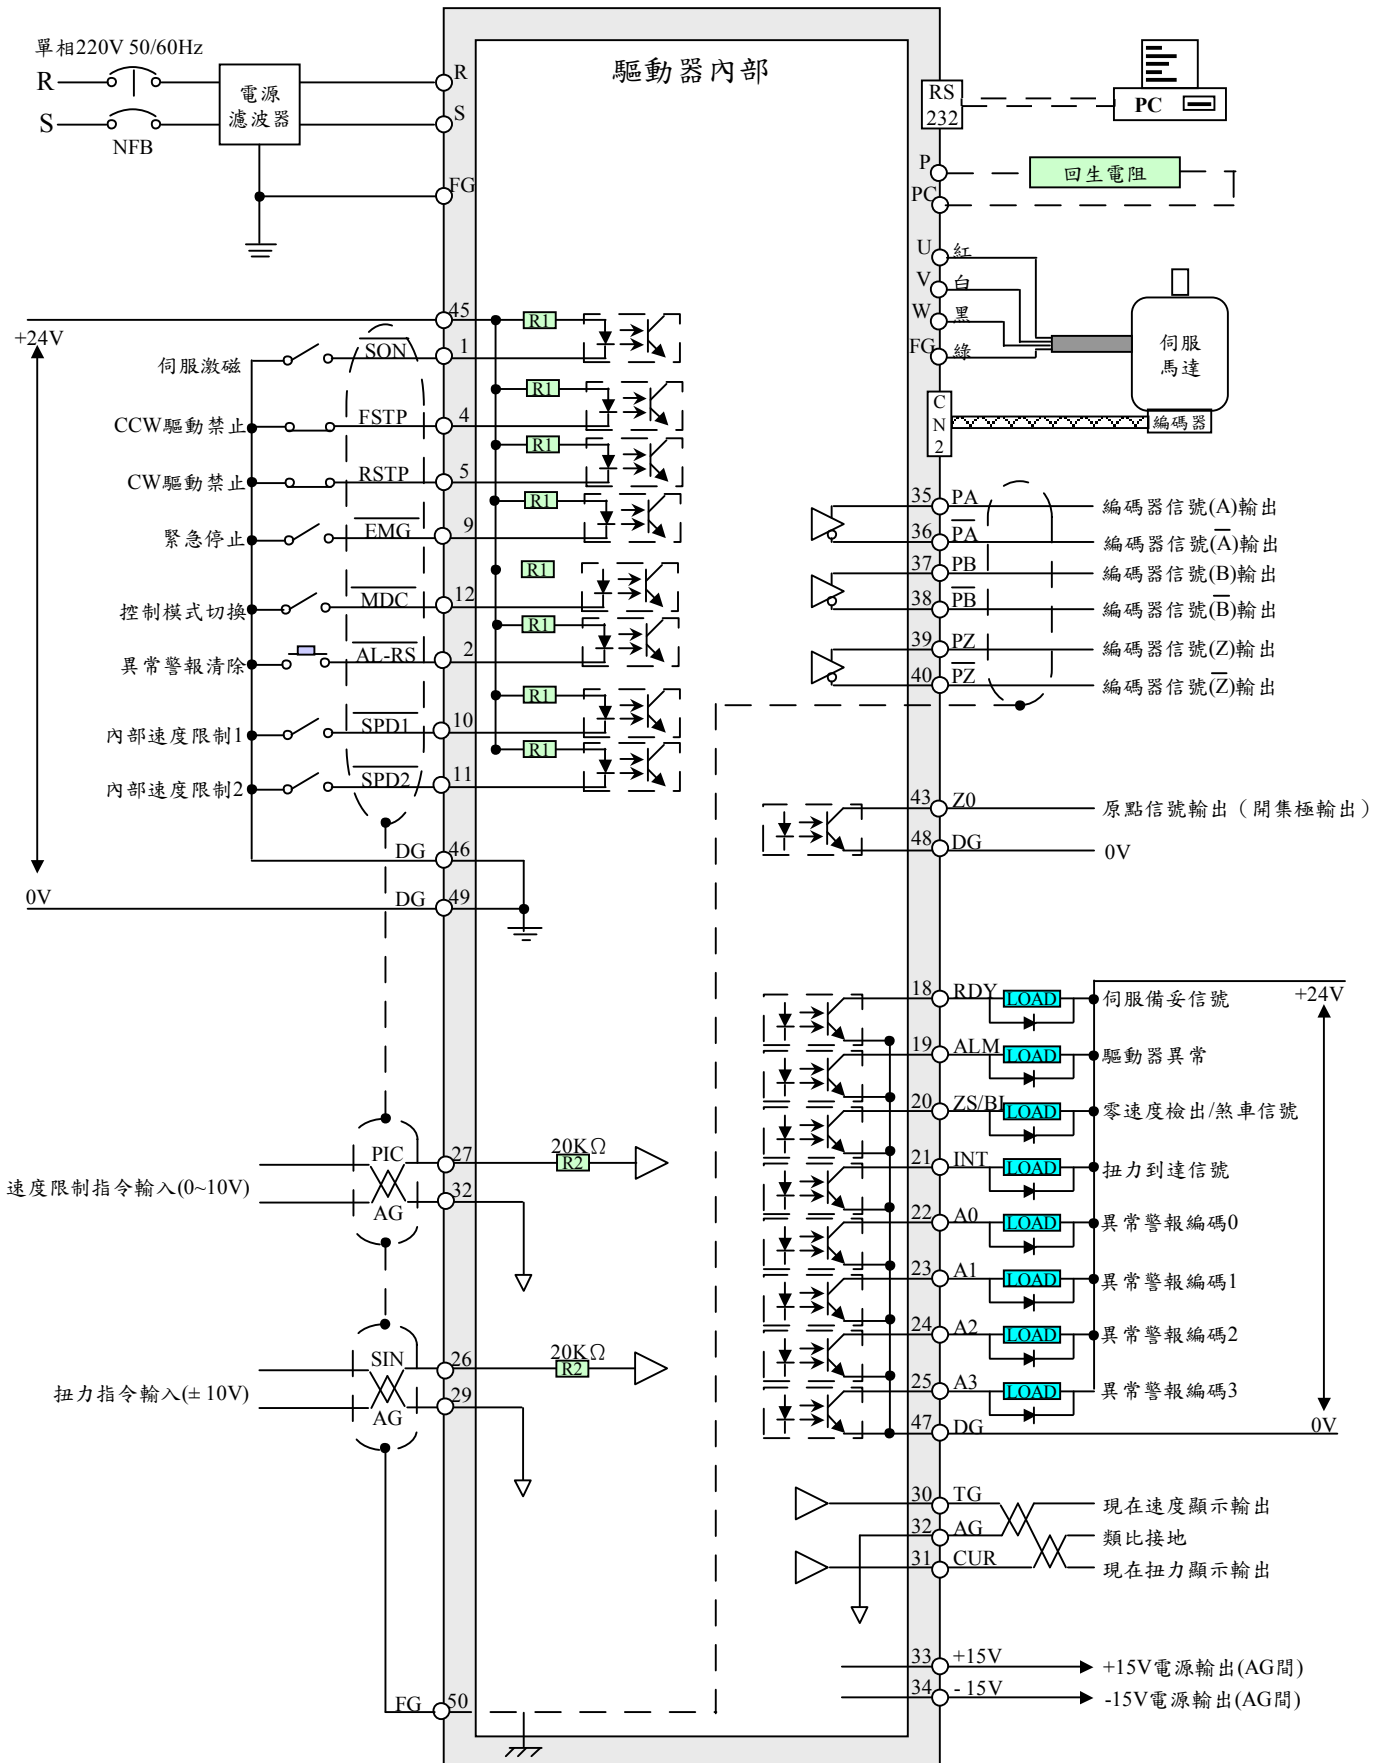 單相220V 50/60Hz
R
S
NFB
電源
濾波器
R
S
FG
驅動器內部
RS
232
PC
P
PC
回生電阻
U 紅
V 白
W 黑
FG 綠
伺服
馬達
C
N
2
編碼器
+24V
0V
45
R1
伺服激磁 S̅O̅N̅ 1
R1
CCW驅動禁止 FSTP 4
R1
CW驅動禁止 RSTP 5
R1
緊急停止 E̅M̅G̅ 9
R1
控制模式切換 M̅D̅C̅ 12
R1
異常警報清除 A̅L̅-̅R̅S̅ 2
R1
內部速度限制1 S̅P̅D̅1̅ 10
R1
內部速度限制2 S̅P̅D̅2̅ 11
DG 46
DG 49
35 PA 編碼器信號(A)輸出
36 P̅A̅ 編碼器信號(A̅)輸出
37 PB 編碼器信號(B)輸出
38 P̅B̅ 編碼器信號(B̅)輸出
39 PZ 編碼器信號(Z)輸出
40 P̅Z̅ 編碼器信號(Z̅)輸出
43 Z0 原點信號輸出（開集極輸出）
48 DG 0V
+24V
0V
18 RDY LOAD 伺服備妥信號
19 ALM LOAD 驅動器異常
20 ZS/BI LOAD 零速度檢出/煞車信號
21 INT LOAD 扭力到達信號
22 A0 LOAD 異常警報編碼0
23 A1 LOAD 異常警報編碼1
24 A2 LOAD 異常警報編碼2
25 A3 LOAD 異常警報編碼3
47 DG
速度限制指令輸入(0~10V)
PIC 27 20KΩ
R2
AG 32
扭力指令輸入(± 10V)
SIN 26 20KΩ
R2
AG 29
30 TG 現在速度顯示輸出
32 AG 類比接地
31 CUR 現在扭力顯示輸出
33 +15V +15V電源輸出(AG間)
34 - 15V -15V電源輸出(AG間)
FG 50